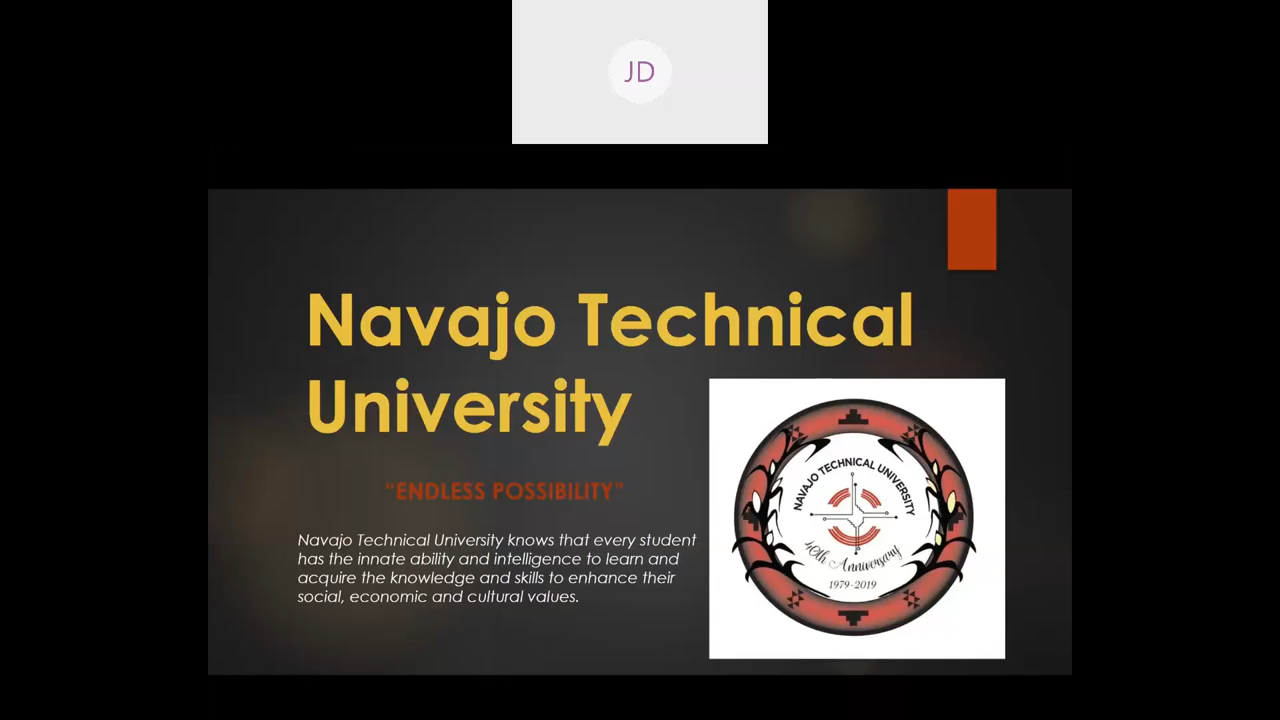 JD
Navajo Technical
University
"ENDLESS POSSIBILITY"
Navajo Technical University knows that every student
has the innate ability and intelligence to learn and
acquire the knowledge and skills to enhance their
social, economic and cultural values.
NAVAJO TECHNICAL UNIVERSITY
40th Anniversary
1979-2019